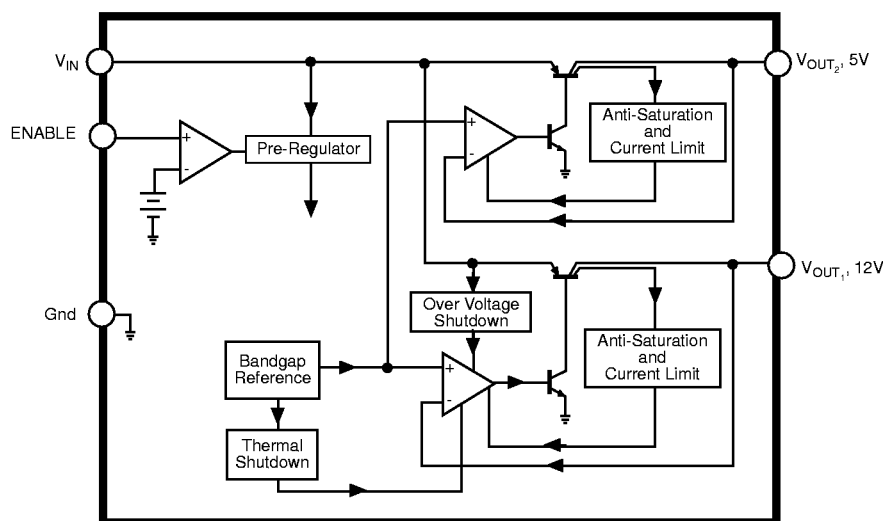 VIN
VOUT2, 5V
ENABLE
+
-
Pre-Regulator
+
-
Anti-Saturation
and
Current Limit
VOUT1, 12V
Gnd
Over Voltage
Shutdown
Bandgap
Reference
+
-
Anti-Saturation
and
Current Limit
Thermal
Shutdown